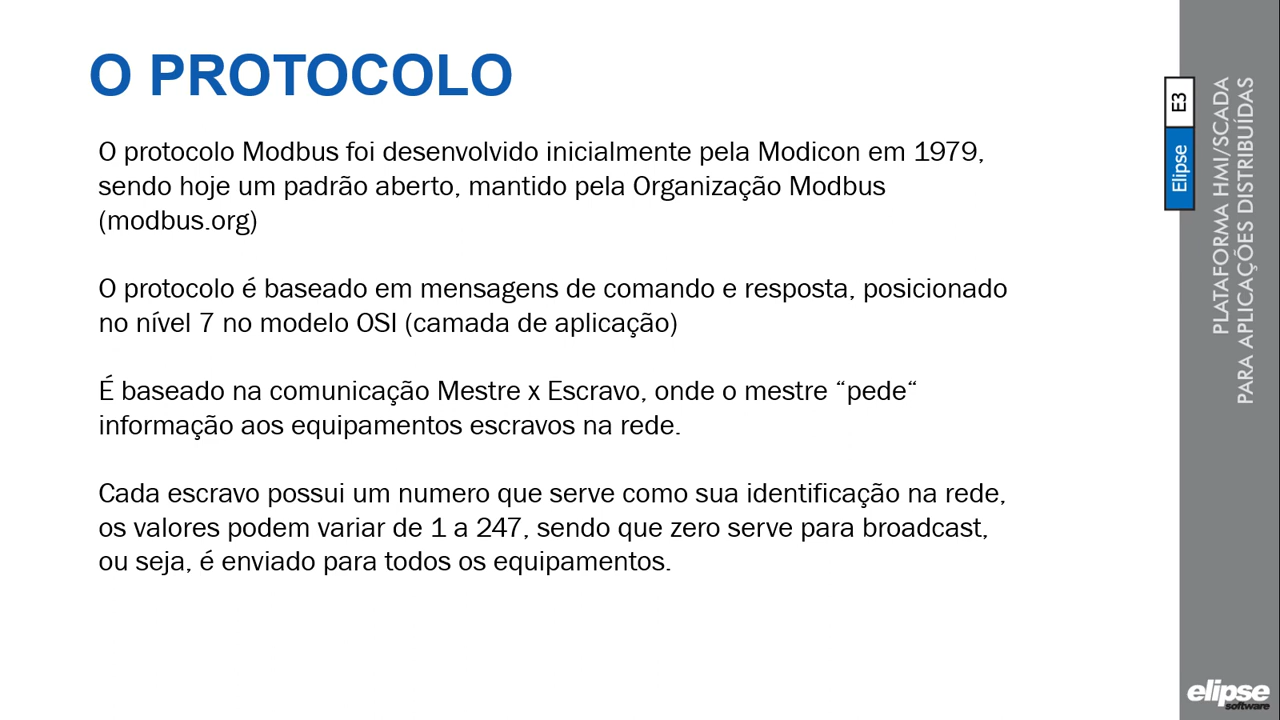 O PROTOCOLO
O protocolo Modbus foi desenvolvido inicialmente pela Modicon em 1979,
sendo hoje um padrão aberto, mantido pela Organização Modbus
(modbus.org)
O protocolo é baseado em mensagens de comando e resposta, posicionado
no nível 7 no modelo OSI (camada de aplicação)
É baseado na comunicação Mestre x Escravo, onde o mestre “pede“
informação aos equipamentos escravos na rede.
Cada escravo possui um numero que serve como sua identificação na rede,
os valores podem variar de 1 a 247, sendo que zero serve para broadcast,
ou seja, é enviado para todos os equipamentos.
Elipse E3
PLATAFORMA HMI/SCADA
PARA APLICAÇÕES DISTRIBUÍDAS
elipse
software